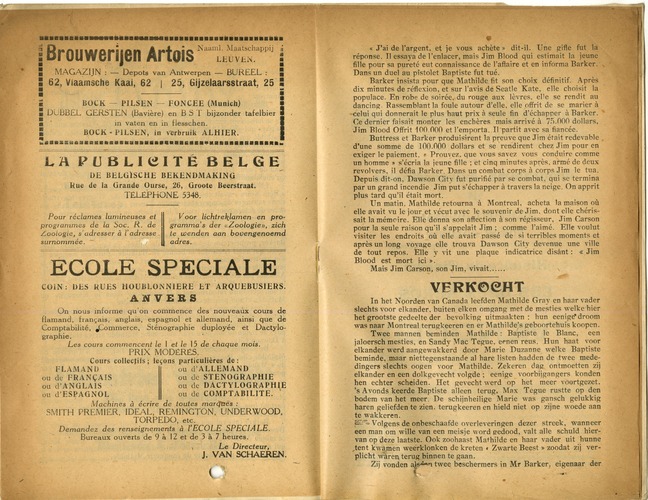 Brouwerijen Artois Naaml. Maatschappij
LEUVEN.
MAGAZIJN : — Depots van Antwerpen — BUREEL :
62, Vlaamsche Kaai, 62 | 25, Gijzelaarsstraat, 25
BOCK — PILSEN — FONCEE (Munich)
DUBBEL GERSTEN (Bavière) en B S T bijzonder tafelbier
in vaten en in flesschen.
BOCK - PILSEN, in verbruik ALHIER.
LA PUBLICITÉ BELGE
DE BELGISCHE BEKENDMAKING
Rue de la Grande Ourse, 26, Groote Beerstraat.
TELEPHONE 5348.
Pour réclames lumineuses et
programmes de la Soc. R. de
Zoologie, s'adresser à l'adresse
surnommée. —
Voor lichtreklamen en pro-
gramma's der «Zoologie», zich
te wenden aan bovengenoemd
adres.
ECOLE SPECIALE
COIN: DES RUES HOUBLONNIERE ET ARQUEBUSIERS.
ANVERS
On nous informe qu'on commence des nouveaux cours de
flamand, français, anglais, espagnol et allemand, ainsi que de
Comptabilité, Commerce, Sténographie duployée et Dactylo-
graphie.
Les cours commencent le 1 et le 15 de chaque mois.
PRIX MODERES.
Cours collectifs; leçons particulières de:
FLAMAND
ou de FRANÇAIS
ou d'ANGLAIS
ou d'ESPAGNOL
ou d'ALLEMAND
ou de STENOGRAPHIE
ou de DACTYLOGRAPHIE
ou de COMPTABILITE.
Machines à écrire de toutes marques :
SMITH PREMIER, IDEAL, REMINGTON, UNDERWOOD,
TORPEDO, etc.
Demandez des renseignements à l'ECOLE SPECIALE.
Bureaux ouverts de 9 à 12 et de 3 à 7 heures.
Le Directeur,
J. VAN SCHAEREN.
« J'ai de l'argent, et je vous achète » dit-il. Une gifle fut la
réponse. Il essaya de l'enlacer, mais Jim Blood qui estimait la jeune
fille pour sa pureté eut connaissance de l'affaire et en informa Barker.
Dans un duel au pistolet Baptiste fut tué.
Barker insista pour que Mathilde fit son choix définitif. Après
dix minutes de réflexion, et sur l'avis de Seutle Kate, elle choisit la
populace. En robe de soirée, du rouge aux lèvres, elle se rendit au
dancing. Rassemblant la foule autour d'elle, elle offrit de se marier à
celui qui donnerait le plus haut prix à seule fin d'échapper à Barker.
Ce dernier faisait monter les enchères mais arrivé à 75.000 dollars,
Jim Blood Offrit 100.000 et l'emporta. Il partit avec sa fiancée.
Buttress et Barker produisirent la preuve que Jim était redevable
d'une somme de 100.000 dollars et se rendirent chez Jim pour en
exiger le paiement. « Prouvez, que vous savez vous conduire comme
un homme » s'écria la jeune fille ; et cinq minutes après, armé de deux
revolvers, il défia Barker. Dans un combat corps à corps Jim le tua.
Depuis dit-on, Dawson City fut purifié par se combat, qui se termina
par un grand incendie Jim put s'échapper à travers la neige. On apprit
plus tard qu'il était mort.
Un matin, Mathilde retourna à Montreal, acheta la maison où
elle avait vu le jour et vécut avec le souvenir de Jim, dont elle chéris-
sait la mémoire. Elle donna son affection à son régisseur, Jim Carson
pour la seule raison qu'il s'appelait Jim ; comme l'aimé. Elle voulut
visiter les endroits où elle avait passé de si terribles moments et
après un long voyage elle trouva Dawson City devenue une ville
de tout repos. Elle y vit une plaque indicatrice disant : « Jim
Blood est mort ici ».
Mais Jim Carson, son Jim, vivait......
VERKOCHT
In het Noorden van Canada leefden Mathilde Gray en haar vader
slechts voor elkander, buiten elken omgang met de mesties welke hier
het grootste gedeelte der bevolking uitmaakten : hun eenige droom
was naar Montreal terugkeeren en er Mathilde's geboortehuis koopen.
Twee mannen beminden Mathilde : Baptiste le Blanc, een
jaloersch mesties, en Sandy Mac Tegue, eenen reus. Hun haat voor
elkander werd aangewakkerd door Marie Duzanne welke Baptiste
beminde, maar niettegenstaande al hare listen hadden de twee mede-
dingers slechts oogen voor Mathilde. Zekeren dag ontmoetten zij
elkander en een dolkgevecht volgde ; eenige voorbijgangers konden
hen echter scheiden. Het gevecht werd op het meer voortgezet.
's Avonds keerde Baptiste alleen terug, Max Tegue rustte op den
bodem van het meer. De schijnheilige Marie was gansch gelukkig
haren geliefden te zien terugkeeren en hield niet op zijne woede aan
te wakkeren.
Volgens de onbeschaafde overleveringen dezer streek, wanneer
een man om wille van een meisje word gedood, valt alle schuld hier-
van op deze laatste. Ook zoohaast Mathilde en haar vader uit hunne
tent kwamen weerklonken de kreten « Zwarte Beest » zoodat zij ver-
plicht waren terug binnen te gaan.
Zij vonden twee beschermers in Mr Barker, eigenaar der